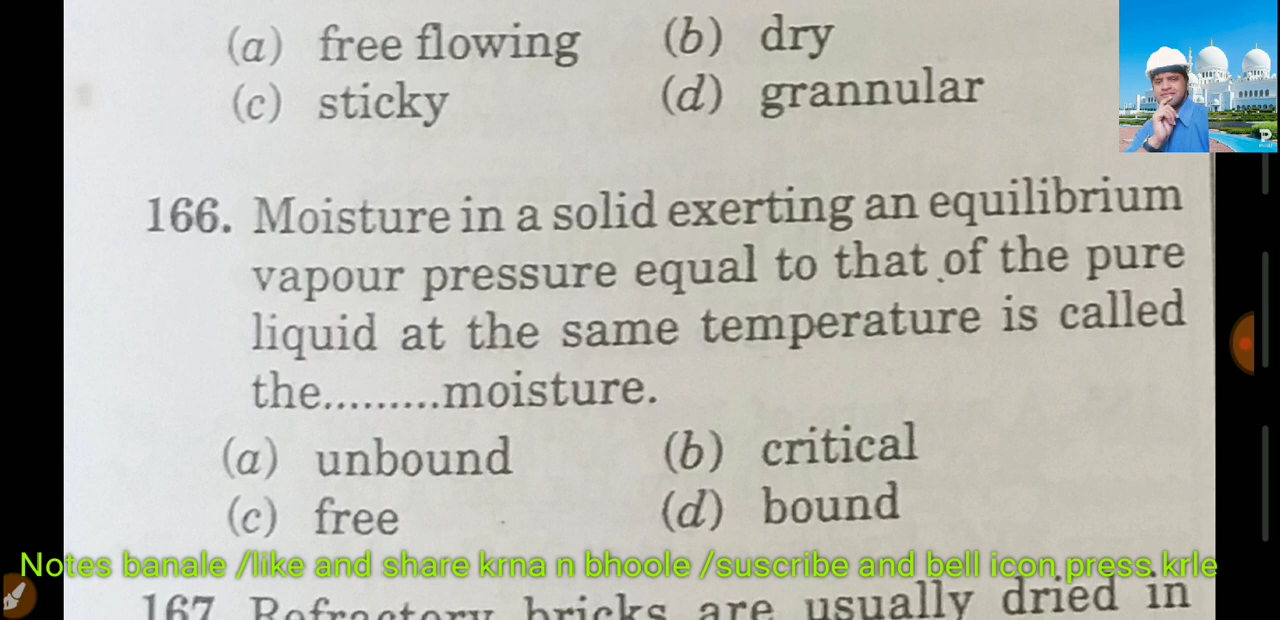 (a) free flowing (b) dry
(c) sticky (d) grannular
166. Moisture in a solid exerting an equilibrium
vapour pressure equal to that of the pure
liquid at the same temperature is called
the.........moisture.
(a) unbound (b) critical
(c) free (d) bound
Notes banale /like and share krna n bhoole /suscribe and bell icon press krle
167 Refractory bricks are usually dried in